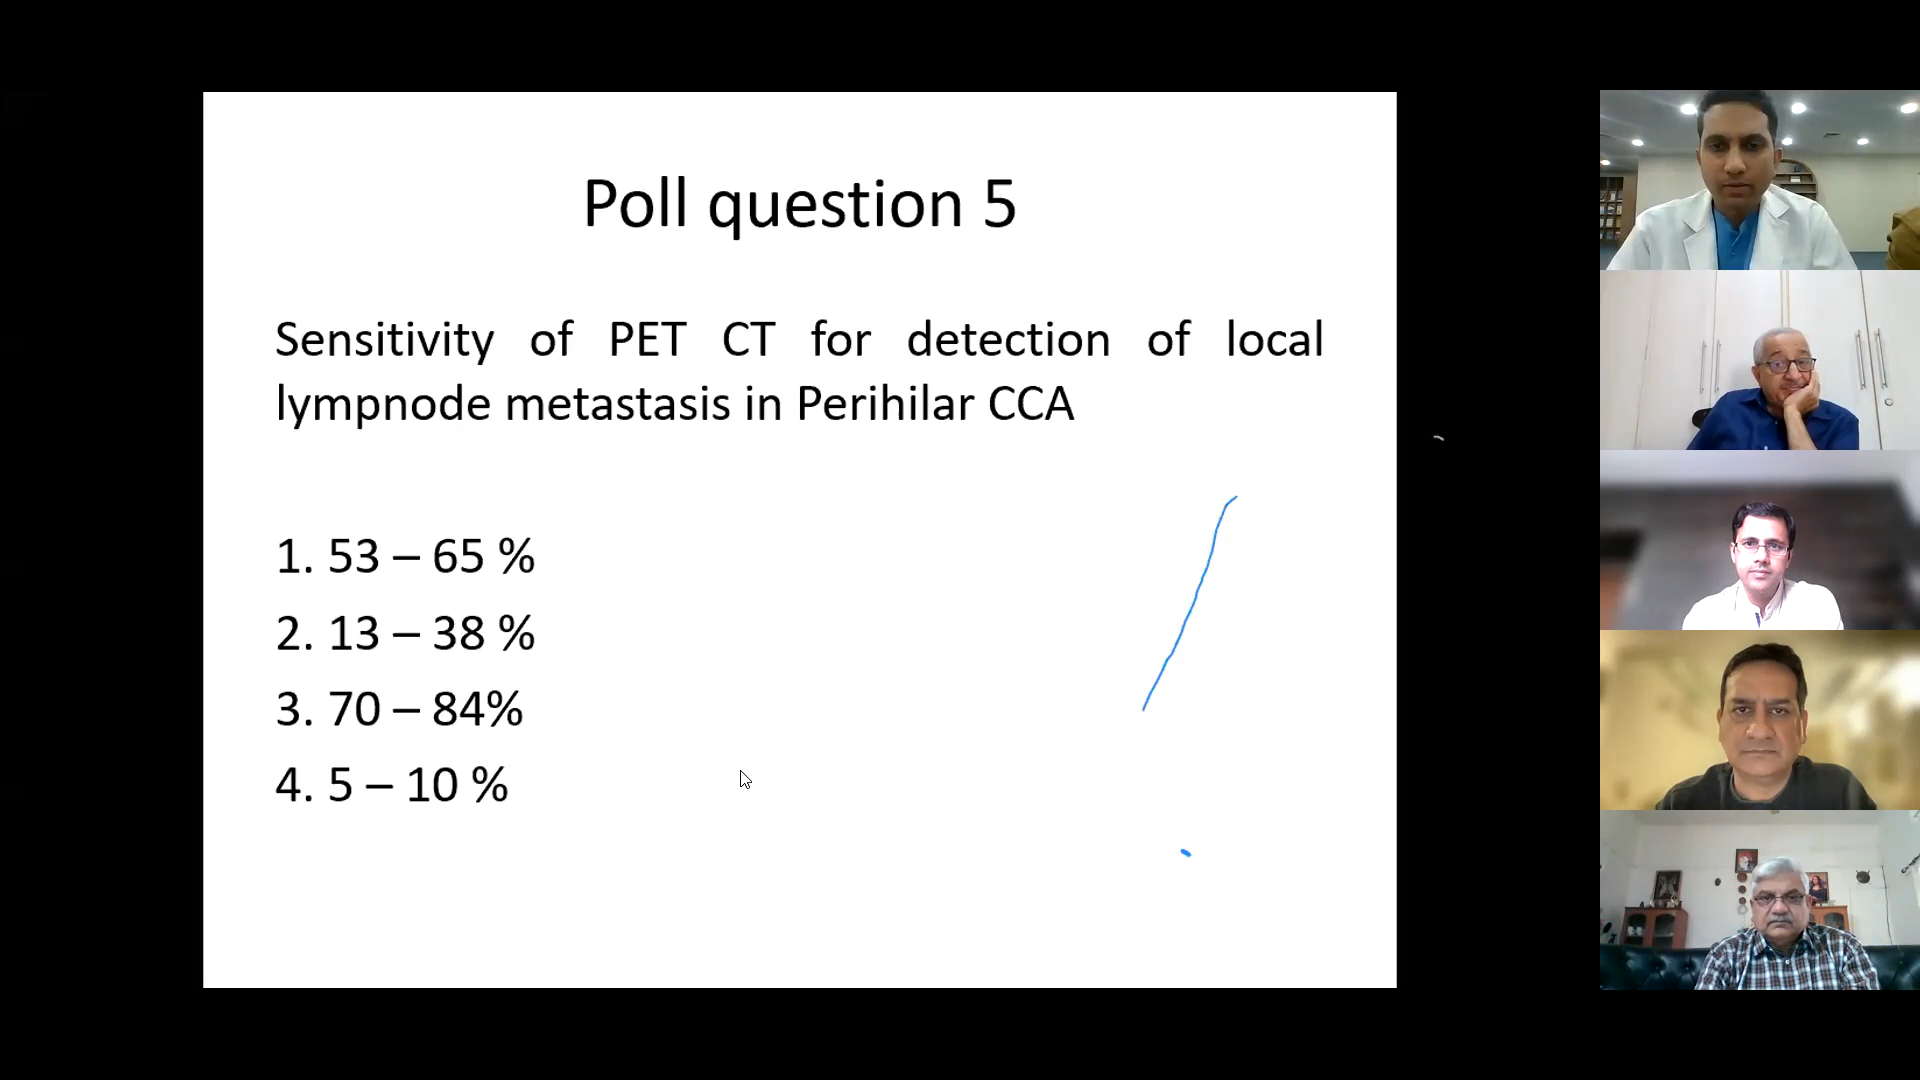 Poll question 5
Sensitivity of PET CT for detection of local
lympnode metastasis in Perihilar CCA
1. 53 – 65 %
2. 13 – 38 %
3. 70 – 84%
4. 5 – 10 %